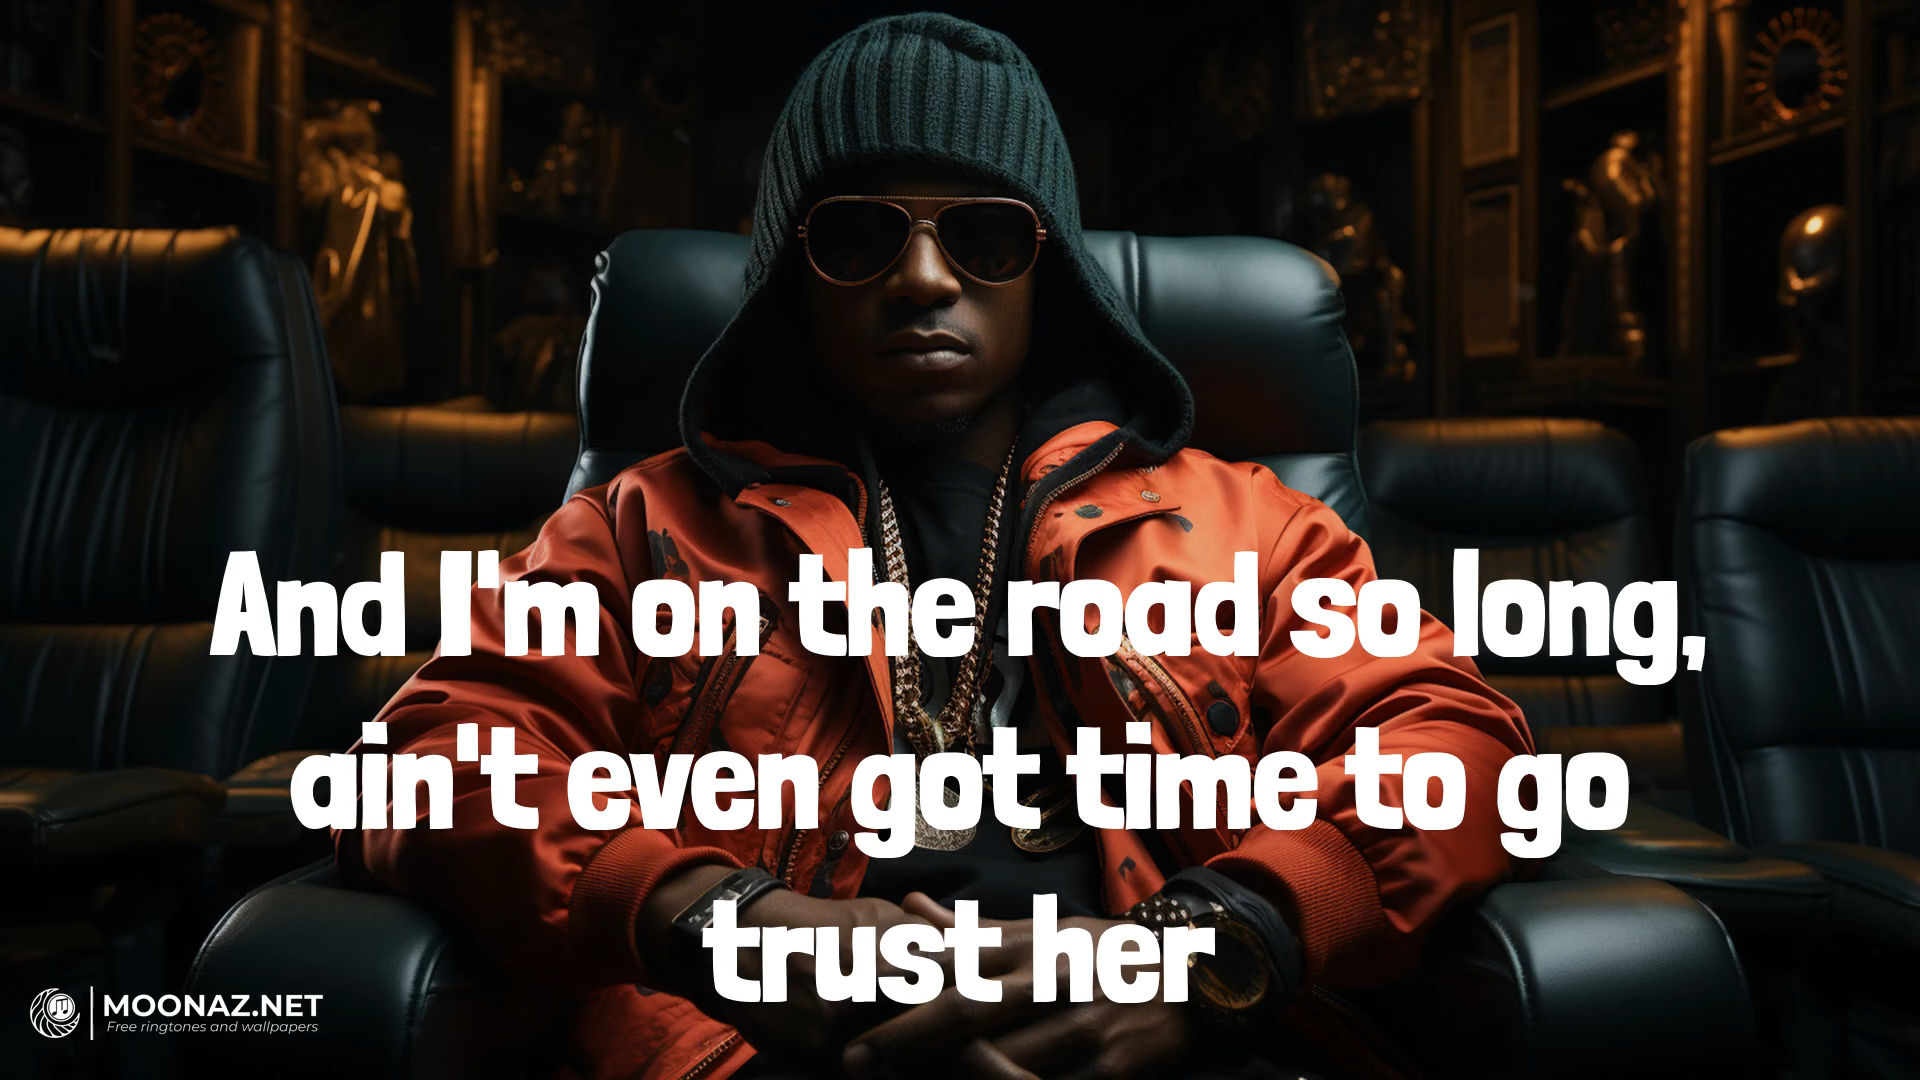 And I'm on the road so long,
ain't even got time to go
trust her
MOONAZ.NET
Free ringtones and wallpapers